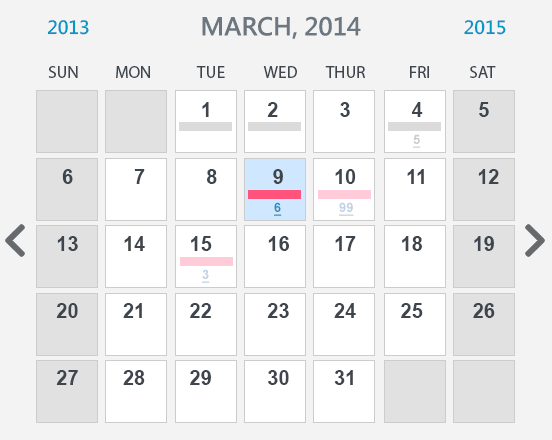 2013 MARCH, 2014 2015
SUN MON TUE WED THUR FRI SAT
1 2 3 4 5
5
6 7 8 9 10 11 12
6 99
13 14 15 16 17 18 19
3
20 21 22 23 24 25 26
27 28 29 30 31